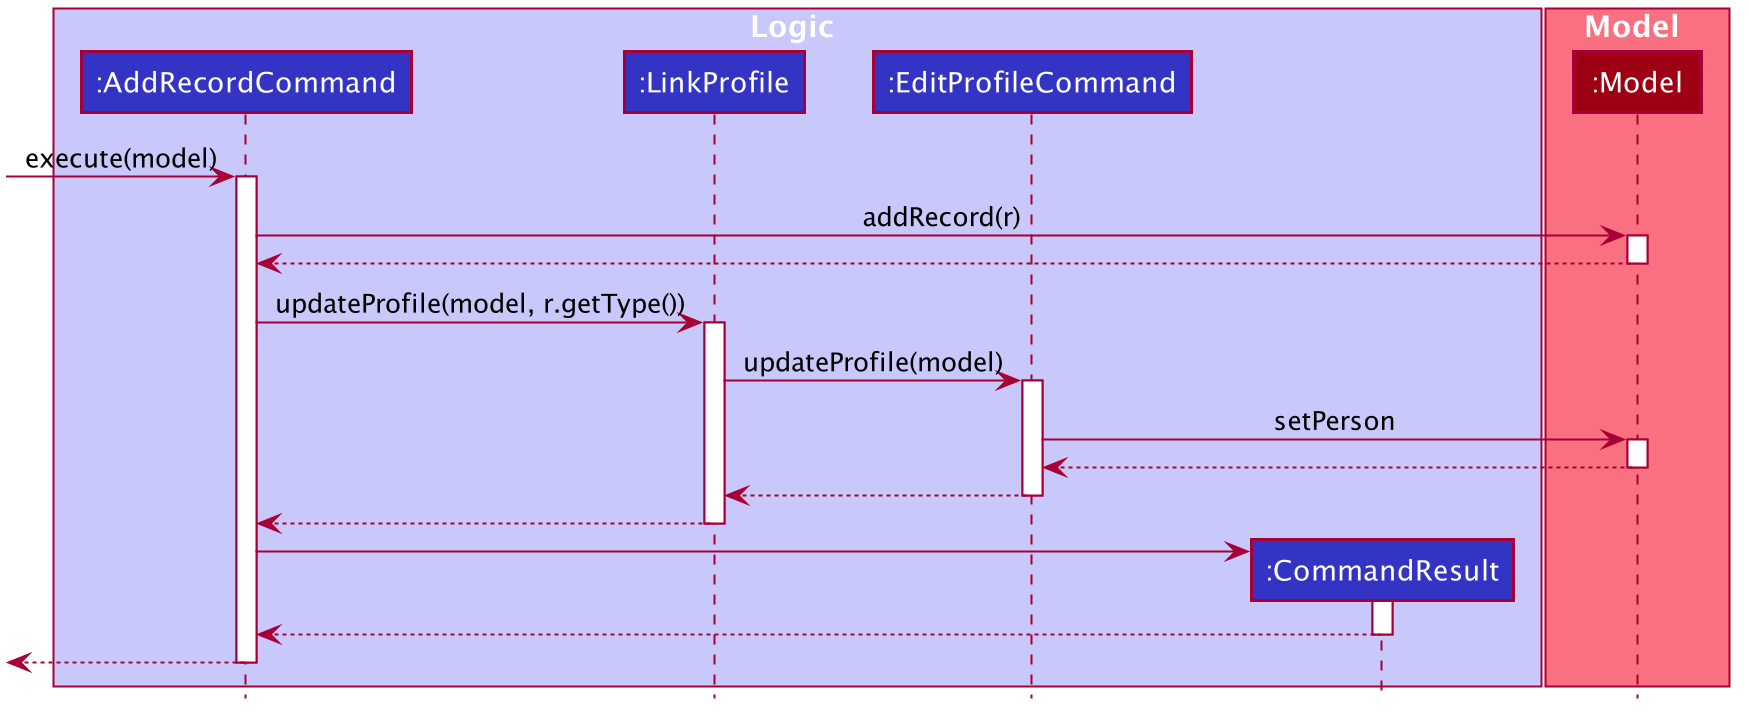 Logic
Model
:AddRecordCommand
:LinkProfile
:EditProfileCommand
:Model
execute(model)
addRecord(r)
updateProfile(model, r.getType())
updateProfile(model)
setPerson
:CommandResult